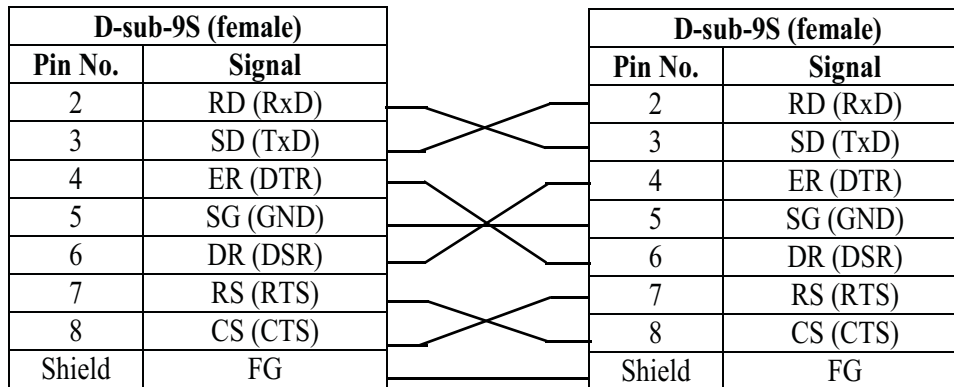 D-sub-9S (female)
Pin No. Signal
2 RD (RxD)
3 SD (TxD)
4 ER (DTR)
5 SG (GND)
6 DR (DSR)
7 RS (RTS)
8 CS (CTS)
Shield FG
D-sub-9S (female)
Pin No. Signal
2 RD (RxD)
3 SD (TxD)
4 ER (DTR)
5 SG (GND)
6 DR (DSR)
7 RS (RTS)
8 CS (CTS)
Shield FG